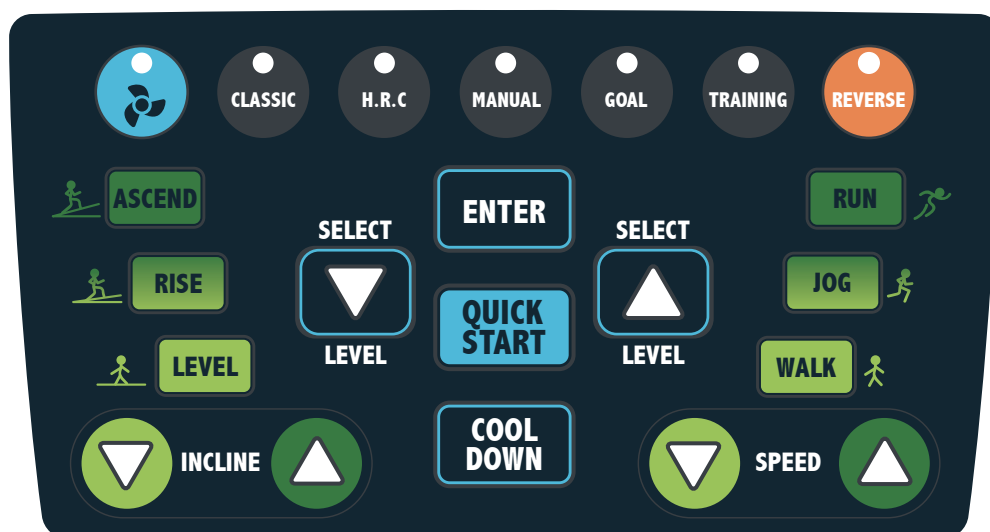 CLASSIC
H.R.C
MANUAL
GOAL
TRAINING
REVERSE
ASCEND
ENTER
RUN
SELECT
SELECT
RISE
JOG
QUICK
START
LEVEL
LEVEL
LEVEL
WALK
COOL
DOWN
INCLINE
SPEED